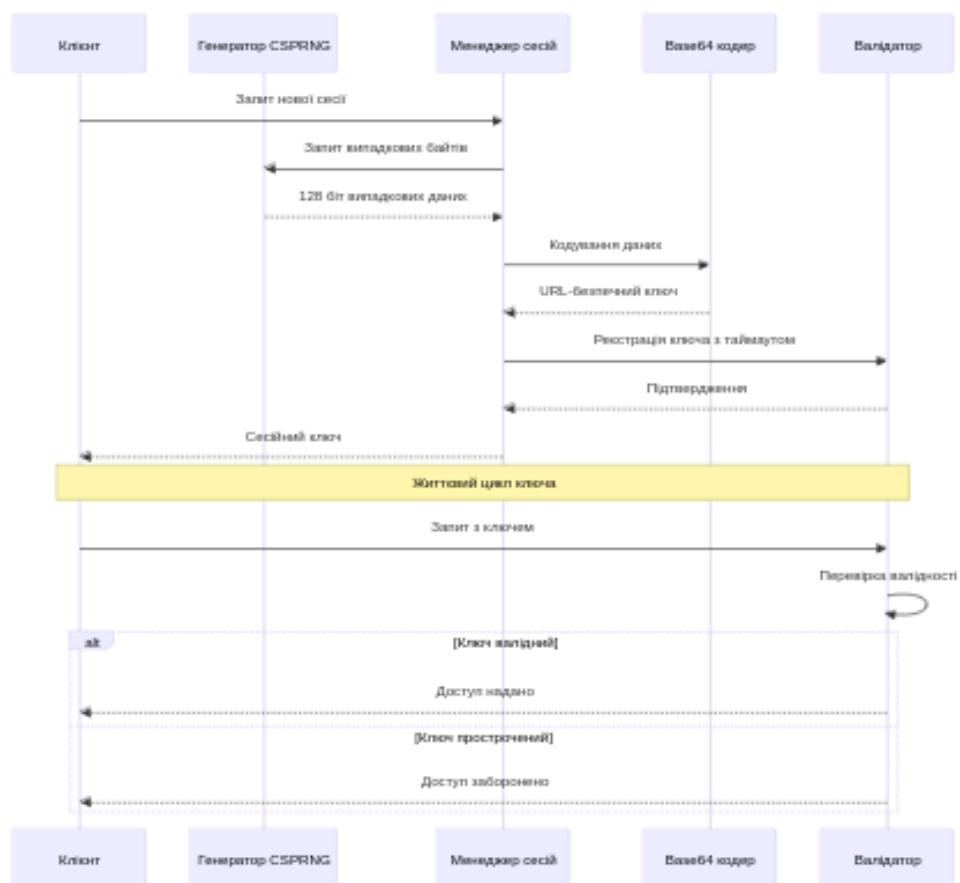 Клієнт
Генератор CSPRNG
Менеджер сесій
Base64 кодер
Валідатор
Запит нової сесії
Запит випадкових байтів
128 біт випадкових даних
Кодування даних
URL-безпечний ключ
Реєстрація ключа з таймаутом
Підтвердження
Сесійний ключ
Життєвий цикл ключа
Запит з ключем
Перевірка валідності
alt
[Ключ валідний]
Доступ надано
[Ключ прострочений]
Доступ заборонено
Клієнт
Генератор CSPRNG
Менеджер сесій
Base64 кодер
Валідатор